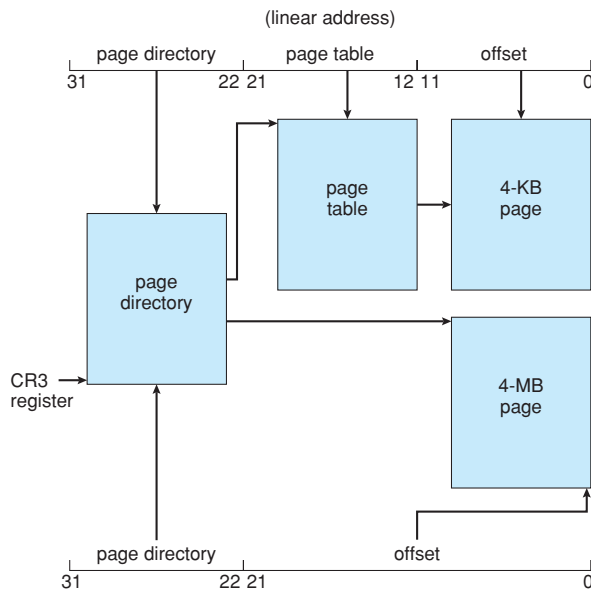 (linear address)
page directory page table offset
31 22 21 12 11 0
page
table
4-KB
page
page
directory
CR3
register
4-MB
page
page directory offset
31 22 21 0